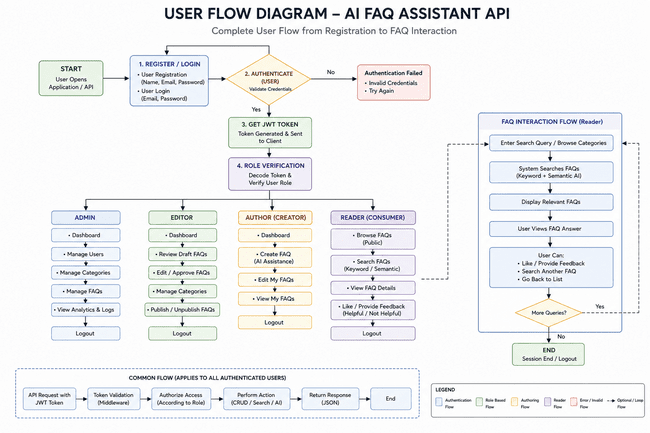 USER FLOW DIAGRAM – AI FAQ ASSISTANT API
Complete User Flow from Registration to FAQ Interaction
START
User Opens
Application / API
1. REGISTER / LOGIN
• User Registration
(Name, Email, Password)
• User Login
(Email, Password)
2. AUTHENTICATE
(USER)
Validate Credentials
No
Authentication Failed
• Invalid Credentials
• Try Again
Yes
3. GET JWT TOKEN
Token Generated & Sent
to Client
4. ROLE VERIFICATION
Decode Token &
Verify User Role
ADMIN
• Dashboard
• Manage Users
• Manage Categories
• Manage FAQs
• View Analytics & Logs
Logout
EDITOR
• Dashboard
• Review Draft FAQs
• Edit / Approve FAQs
• Manage Categories
• Publish / Unpublish FAQs
Logout
AUTHOR (CREATOR)
• Dashboard
• Create FAQ
(AI Assistance)
• Edit My FAQs
• View My FAQs
Logout
READER (CONSUMER)
• Browse FAQs
(Public)
• Search FAQs
(Keyword / Semantic)
• View FAQ Details
• Like / Provide Feedback
(Helpful / Not Helpful)
Logout
FAQ INTERACTION FLOW (Reader)
Enter Search Query / Browse Categories
System Searches FAQs
(Keyword + Semantic AI)
Display Relevant FAQs
User Views FAQ Answer
User Can:
• Like / Provide Feedback
• Search Another FAQ
• Go Back to List
More Queries?
Yes
No
END
Session End / Logout
COMMON FLOW (APPLIES TO ALL AUTHENTICATED USERS)
API Request with
JWT Token
Token Validation
(Middleware)
Authorize Access
(According to Role)
Perform Action
(CRUD / Search / AI)
Return Response
(JSON)
End
LEGEND
Authentication
Flow
Role Based
Flow
Authoring
Flow
Reader
Flow
Error / Invalid
Flow
Optional / Loop
Flow